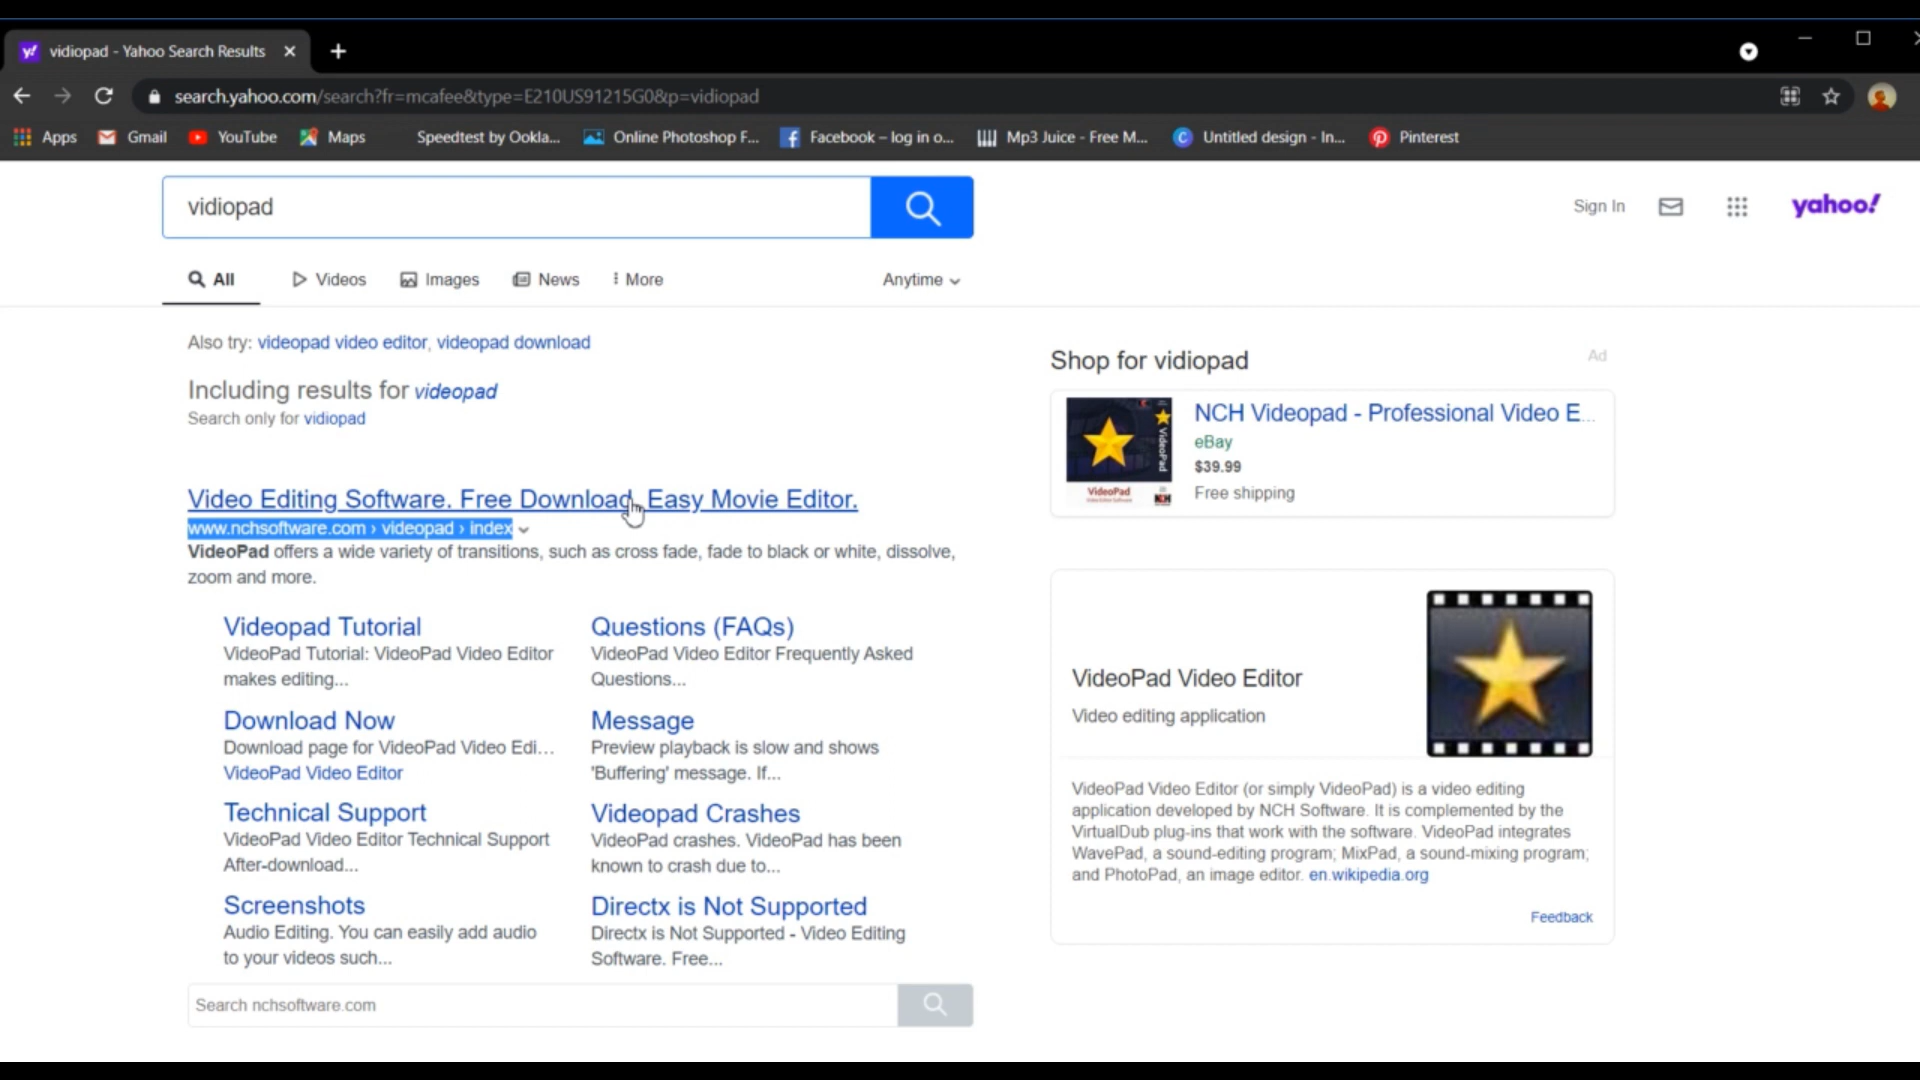 y! vidiopad - Yahoo Search Results
search.yahoo.com/search?fr=mcafee&type=E210US91215G0&p=vidiopad
Apps Gmail YouTube Maps Speedtest by Ookla... Online Photoshop F... Facebook – log in o... Mp3 Juice - Free M... Untitled design - In... Pinterest
vidiopad
Sign In
yahoo!
All Videos Images News More Anytime
Also try: videopad video editor, videopad download
Including results for videopad
Search only for vidiopad
Video Editing Software. Free Download. Easy Movie Editor.
www.nchsoftware.com › videopad › index
VideoPad offers a wide variety of transitions, such as cross fade, fade to black or white, dissolve,
zoom and more.
Videopad Tutorial
VideoPad Tutorial: VideoPad Video Editor
makes editing...
Questions (FAQs)
VideoPad Video Editor Frequently Asked
Questions...
Download Now
Download page for VideoPad Video Edi...
VideoPad Video Editor
Message
Preview playback is slow and shows
'Buffering' message. If...
Technical Support
VideoPad Video Editor Technical Support
After-download...
Videopad Crashes
VideoPad crashes. VideoPad has been
known to crash due to...
Screenshots
Audio Editing. You can easily add audio
to your videos such...
Directx is Not Supported
Directx is Not Supported - Video Editing
Software. Free...
Search nchsoftware.com
Shop for vidiopad
Ad
VideoPad
VideoPad
NCH
NCH Videopad - Professional Video E...
eBay
$39.99
Free shipping
VideoPad Video Editor
Video editing application
VideoPad Video Editor (or simply VideoPad) is a video editing
application developed by NCH Software. It is complemented by the
VirtualDub plug-ins that work with the software. VideoPad integrates
WavePad, a sound-editing program; MixPad, a sound-mixing program;
and PhotoPad, an image editor. en.wikipedia.org
Feedback